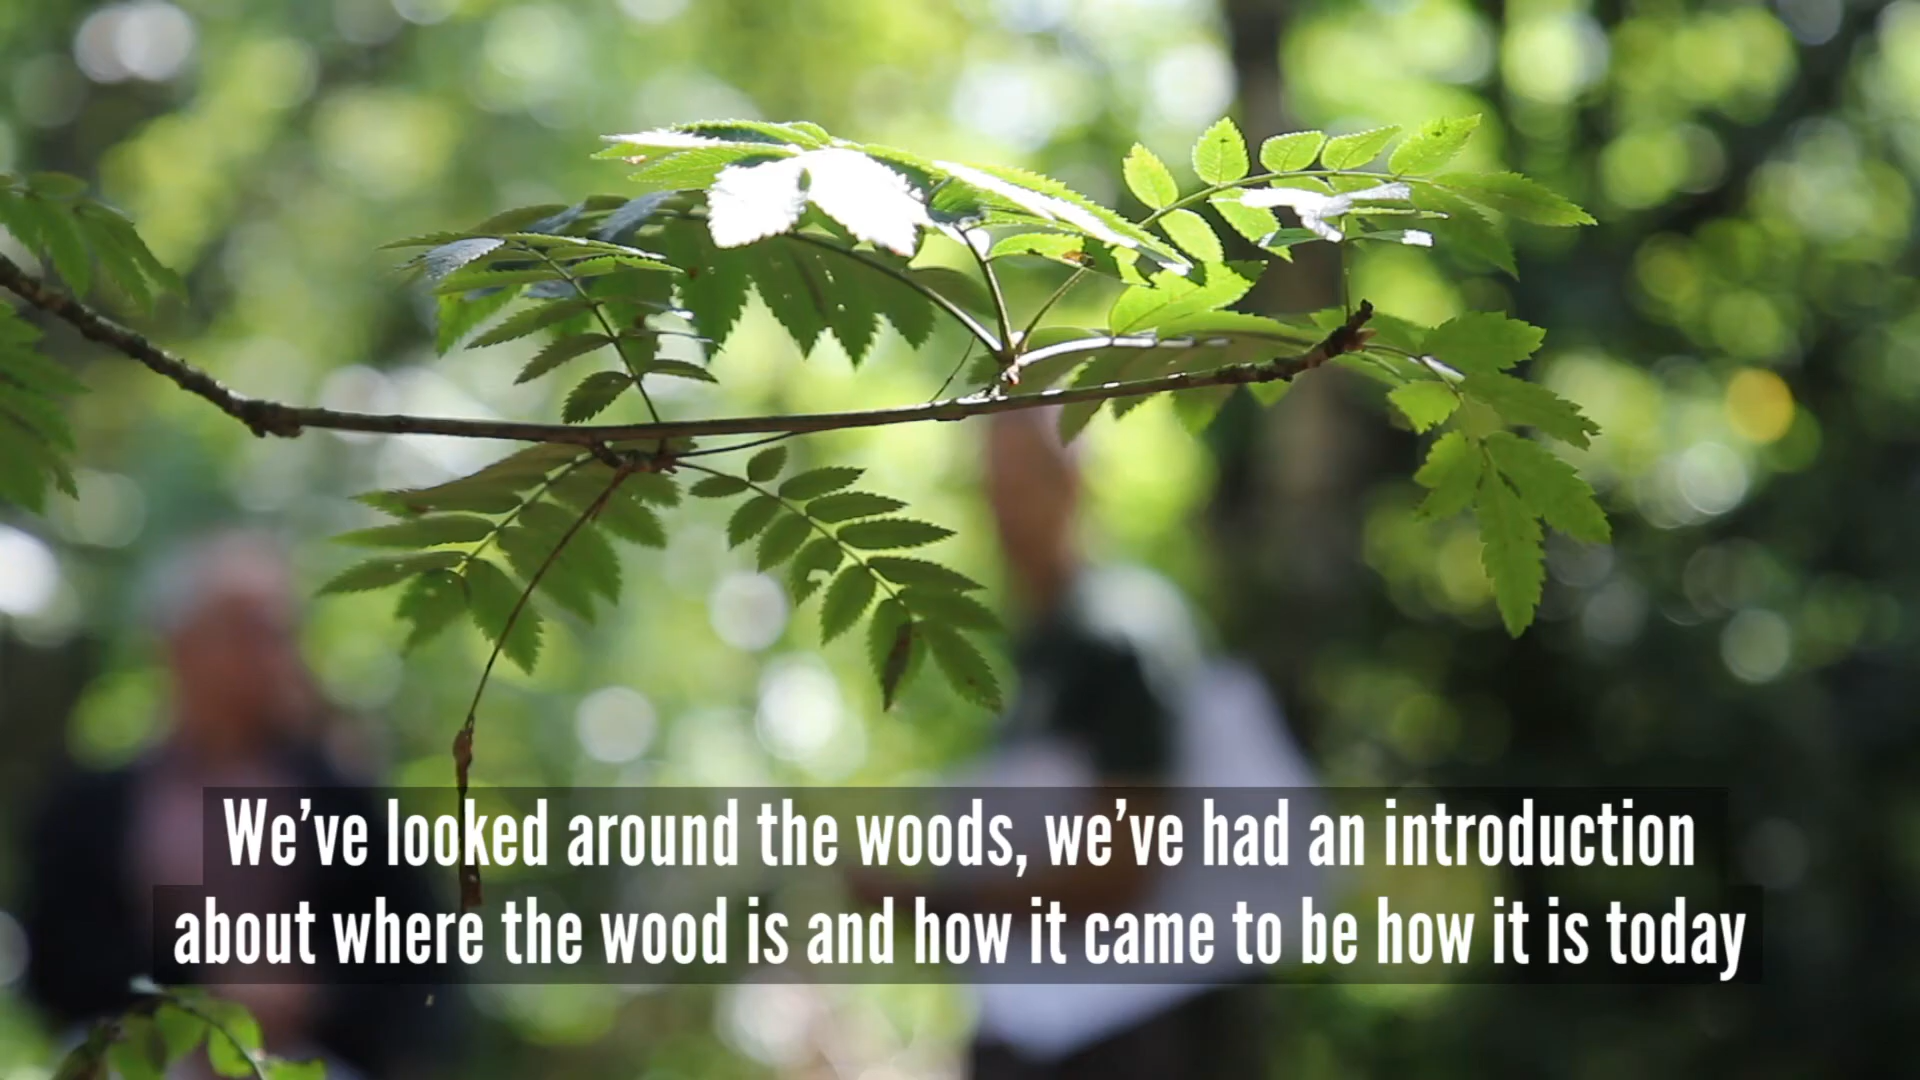 We’ve looked around the woods, we’ve had an introduction
about where the wood is and how it came to be how it is today